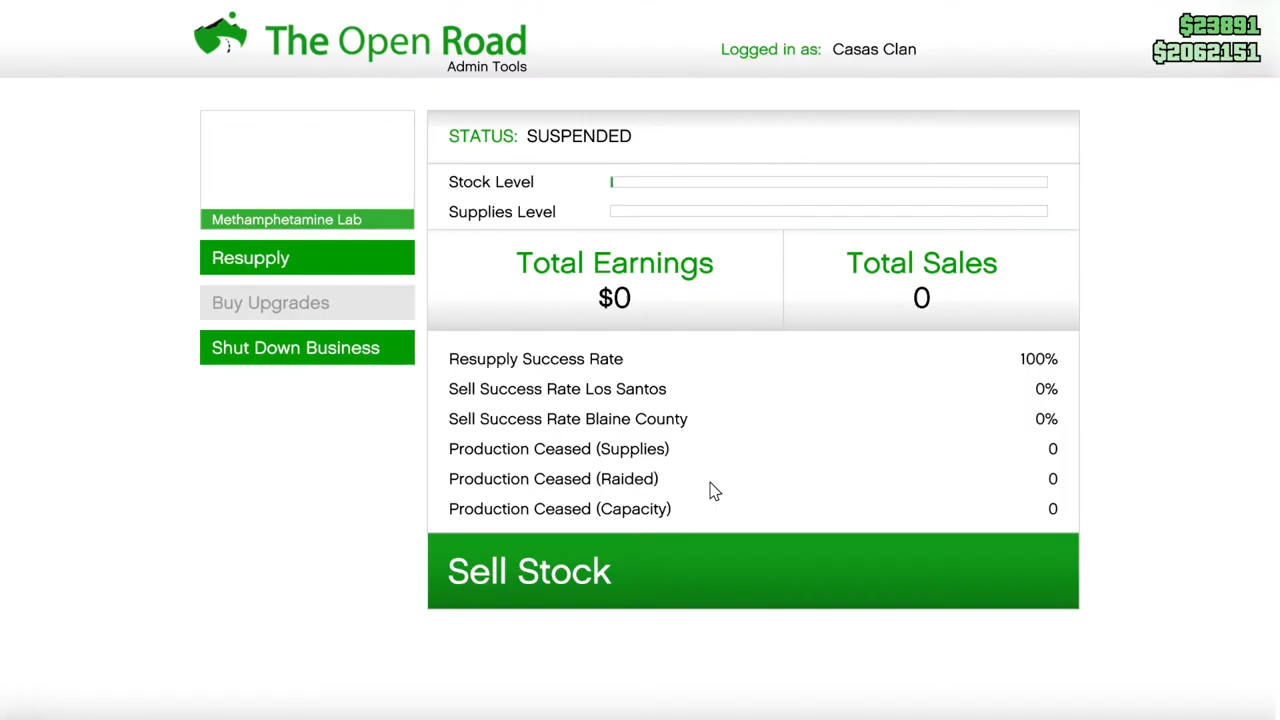 The Open Road
Admin Tools
Logged in as: Casas Clan
$23891
$2062151
Methamphetamine Lab
Resupply
Buy Upgrades
Shut Down Business
STATUS: SUSPENDED
Stock Level
Supplies Level
Total Earnings
$0
Total Sales
0
Resupply Success Rate 100%
Sell Success Rate Los Santos 0%
Sell Success Rate Blaine County 0%
Production Ceased (Supplies) 0
Production Ceased (Raided) 0
Production Ceased (Capacity) 0
Sell Stock